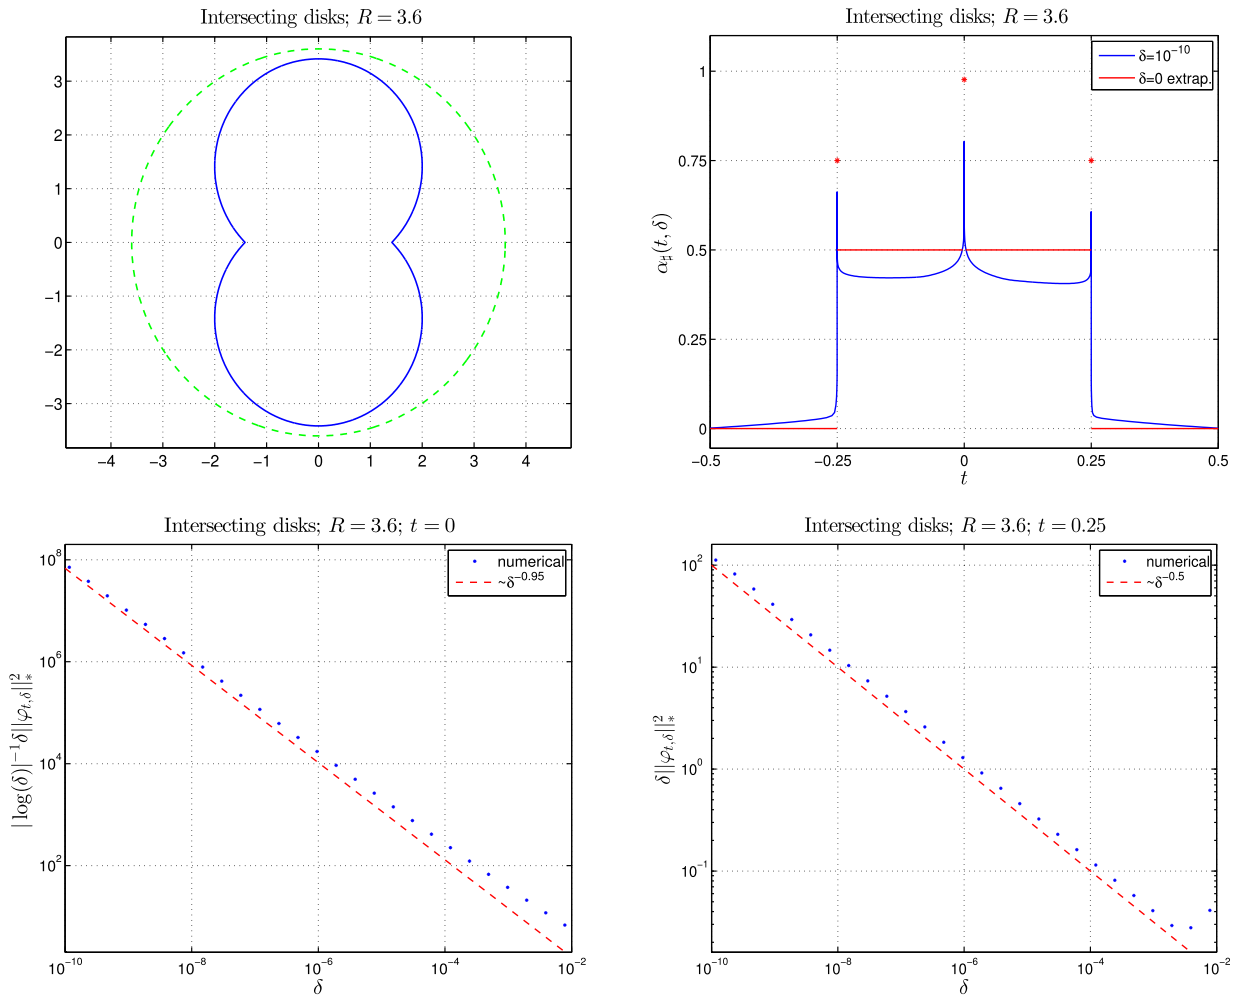 Intersecting disks; R = 3.6
3
2
1
0
−1
−2
−3
−4 −3 −2 −1 0 1 2 3 4
Intersecting disks; R = 3.6
δ=10^−10
δ=0 extrap.
α♯(t, δ)
1
0.75
0.5
0.25
0
−0.5 −0.25 0 0.25 0.5
t
Intersecting disks; R = 3.6; t = 0
numerical
~δ^−0.95
| log(δ)|^−1 δ||φ_t,δ||_*^2
10^8
10^6
10^4
10^2
10^−10 10^−8 10^−6 10^−4 10^−2
δ
Intersecting disks; R = 3.6; t = 0.25
numerical
~δ^−0.5
δ||φ_t,δ||_*^2
10^2
10^1
10^0
10^−1
10^−10 10^−8 10^−6 10^−4 10^−2
δ